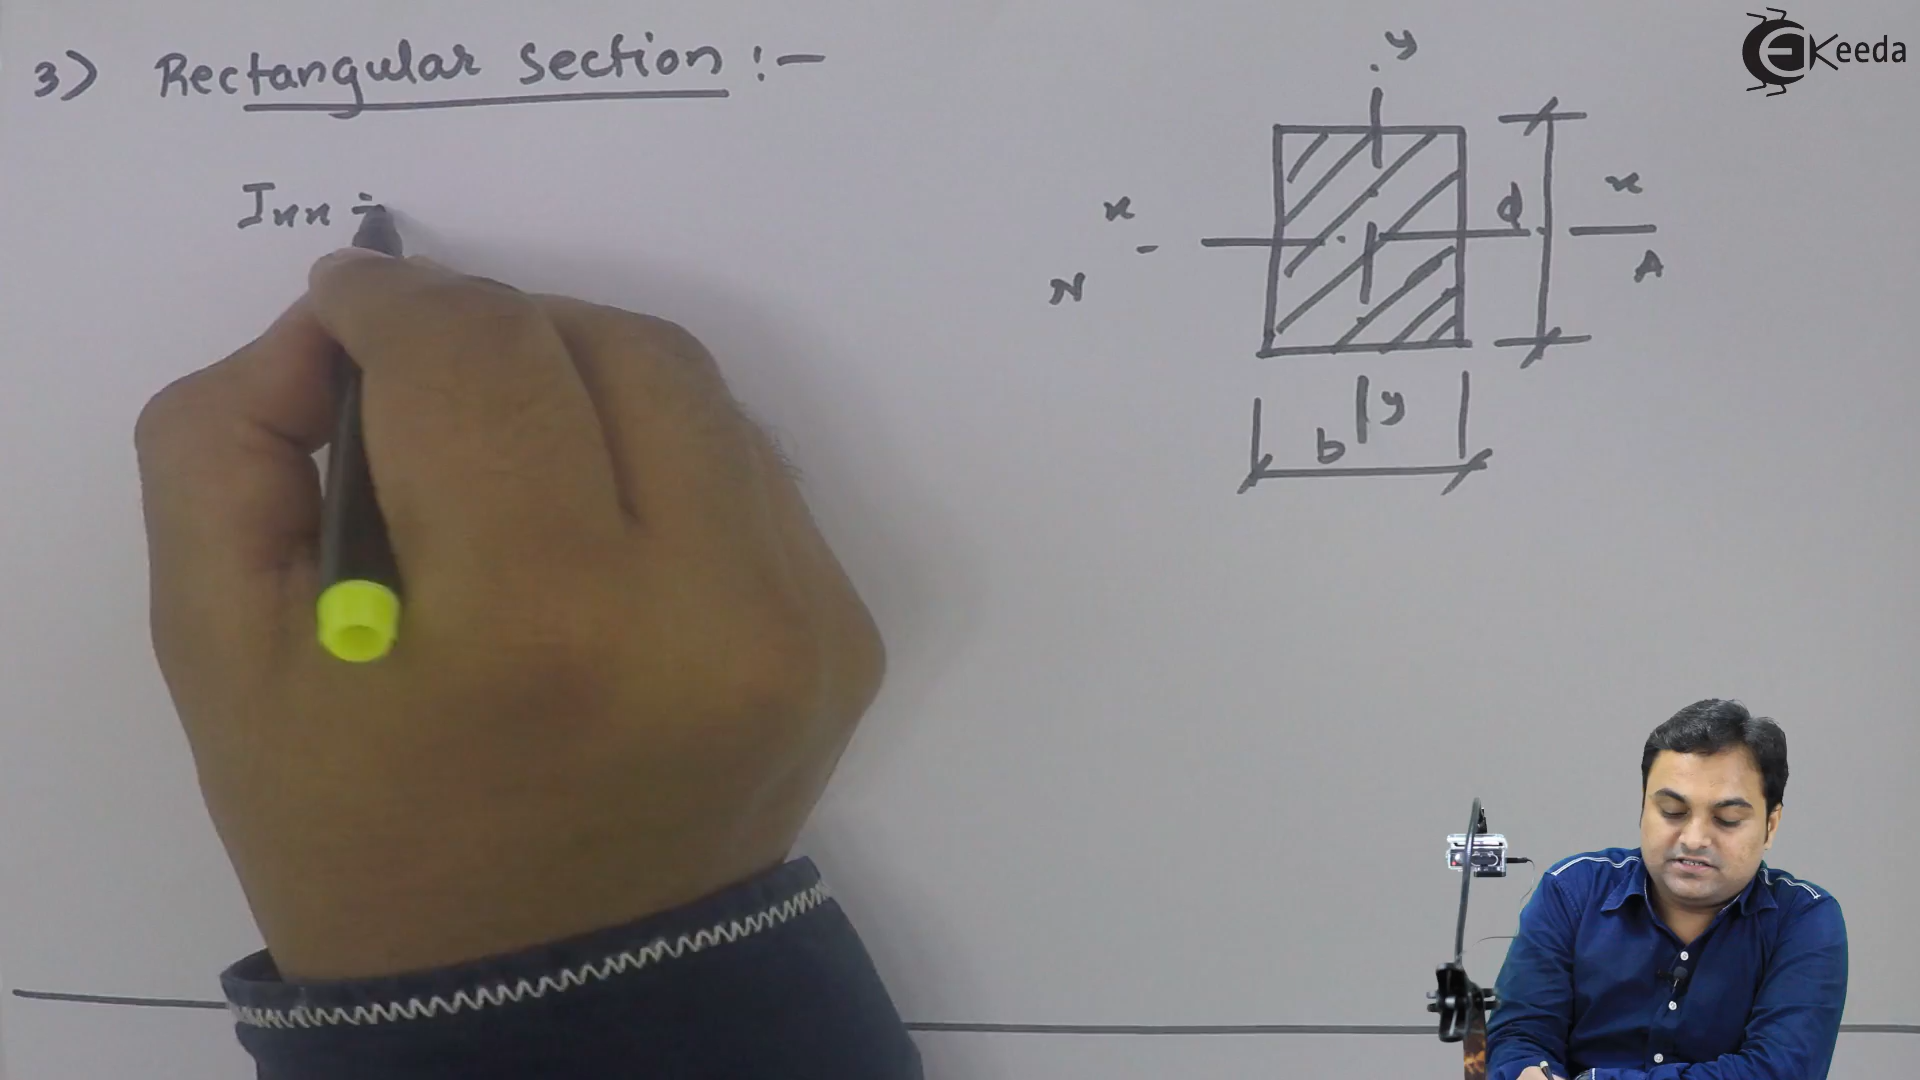 3) Rectangular section :-
Ixx =
y
x
x
d
N
A
y
b
EKeeda